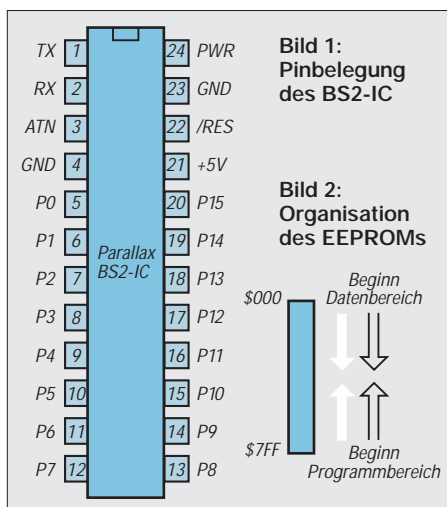 TX 1 24 PWR
RX 2 23 GND
ATN 3 22 /RES
GND 4 21 +5V
P0 5 20 P15
P1 6 19 P14
P2 7 18 P13
P3 8 17 P12
P4 9 16 P11
P5 10 15 P10
P6 11 14 P9
P7 12 13 P8
Parallax
BS2-IC
Bild 1:
Pinbelegung
des BS2-IC
Bild 2:
Organisation
des EEPROMs
$000
Beginn
Datenbereich
$7FF
Beginn
Programmbereich